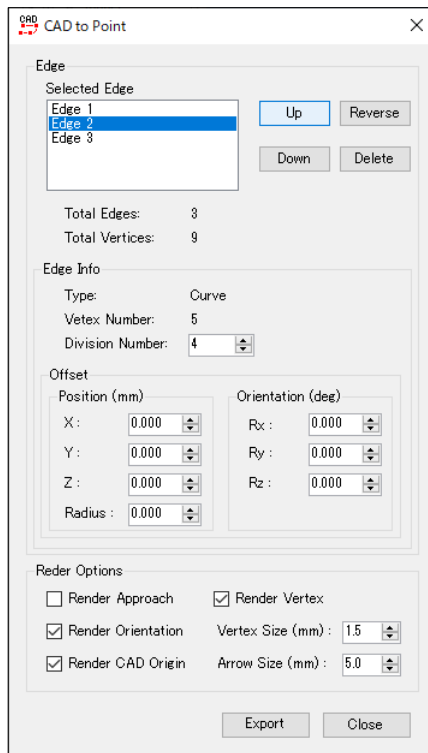 CAD CAD to Point
Edge
Selected Edge
Edge 1
Edge 2
Edge 3
Up Reverse
Down Delete
Total Edges: 3
Total Vertices: 9
Edge Info
Type: Curve
Vetex Number: 5
Division Number: 4
Offset
Position (mm) Orientation (deg)
X : 0.000 Rx : 0.000
Y : 0.000 Ry : 0.000
Z : 0.000 Rz : 0.000
Radius : 0.000
Reder Options
Render Approach Render Vertex
Render Orientation Vertex Size (mm) : 1.5
Render CAD Origin Arrow Size (mm) : 5.0
Export Close